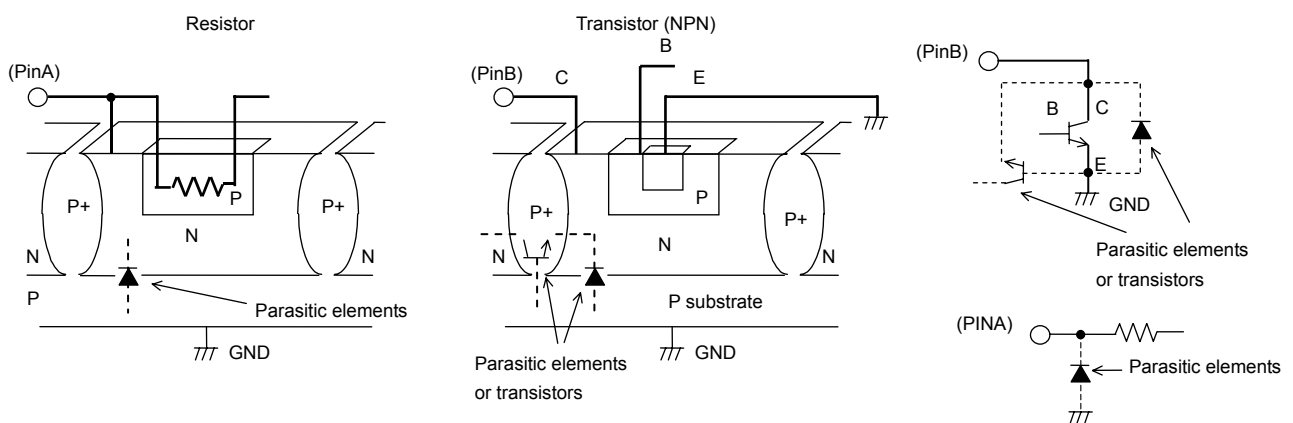 Resistor
(PinA)
P
P+
P+
N
N
N
P
Parasitic elements
GND
Transistor (NPN)
B
(PinB)
C
E
P
P+
P+
N
N
N
P substrate
Parasitic elements
or transistors
GND
(PinB)
B
C
E
GND
Parasitic elements
or transistors
(PINA)
Parasitic elements